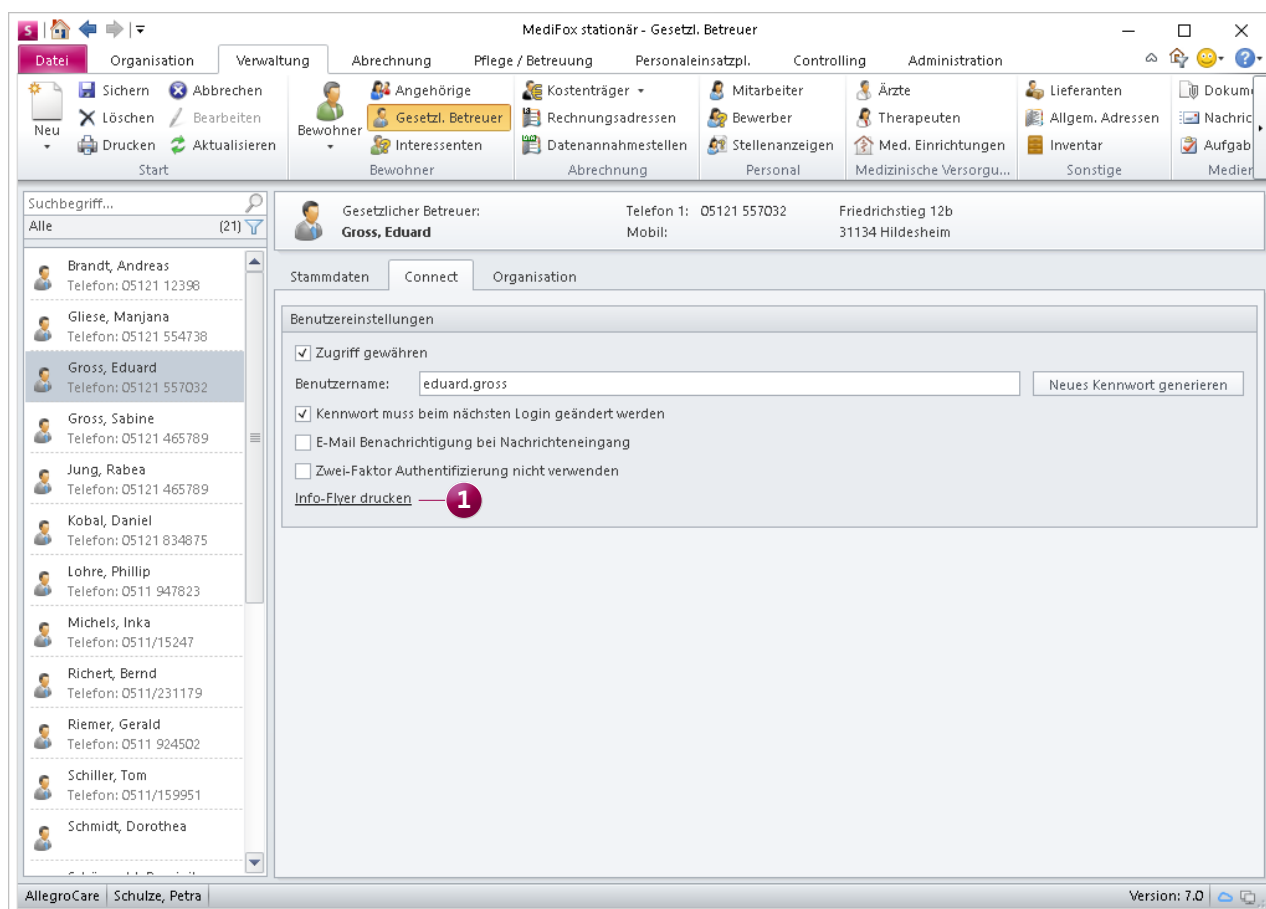 MediFox stationär - Gesetzl. Betreuer
Datei Organisation Verwaltung Abrechnung Pflege / Betreuung Personaleinsatzpl. Controlling Administration
Neu
Sichern
Abbrechen
Löschen
Bearbeiten
Drucken
Aktualisieren
Start
Bewohner
Angehörige
Gesetzl. Betreuer
Interessenten
Bewohner
Kostenträger
Rechnungsadressen
Datenannahmestellen
Abrechnung
Mitarbeiter
Bewerber
Stellenanzeigen
Personal
Ärzte
Therapeuten
Med. Einrichtungen
Medizinische Versorgu...
Lieferanten
Allgem. Adressen
Inventar
Sonstige
Dokum
Nachric
Aufgab
Medier
Suchbegriff...
Alle (21)
Brandt, Andreas
Telefon: 05121 12398
Gliese, Manjana
Telefon: 05121 554738
Gross, Eduard
Telefon: 05121 557032
Gross, Sabine
Telefon: 05121 465789
Jung, Rabea
Telefon: 05121 465789
Kobal, Daniel
Telefon: 05121 834875
Lohre, Phillip
Telefon: 0511 947823
Michels, Inka
Telefon: 0511/15247
Richert, Bernd
Telefon: 0511/231179
Riemer, Gerald
Telefon: 0511 924502
Schiller, Tom
Telefon: 0511/159951
Schmidt, Dorothea
Gesetzlicher Betreuer: Telefon 1: 05121 557032 Friedrichstieg 12b
Gross, Eduard Mobil: 31134 Hildesheim
Stammdaten Connect Organisation
Benutzereinstellungen
Zugriff gewähren
Benutzername: eduard.gross Neues Kennwort generieren
Kennwort muss beim nächsten Login geändert werden
E-Mail Benachrichtigung bei Nachrichteneingang
Zwei-Faktor Authentifizierung nicht verwenden
Info-Flyer drucken 1
AllegroCare Schulze, Petra Version: 7.0